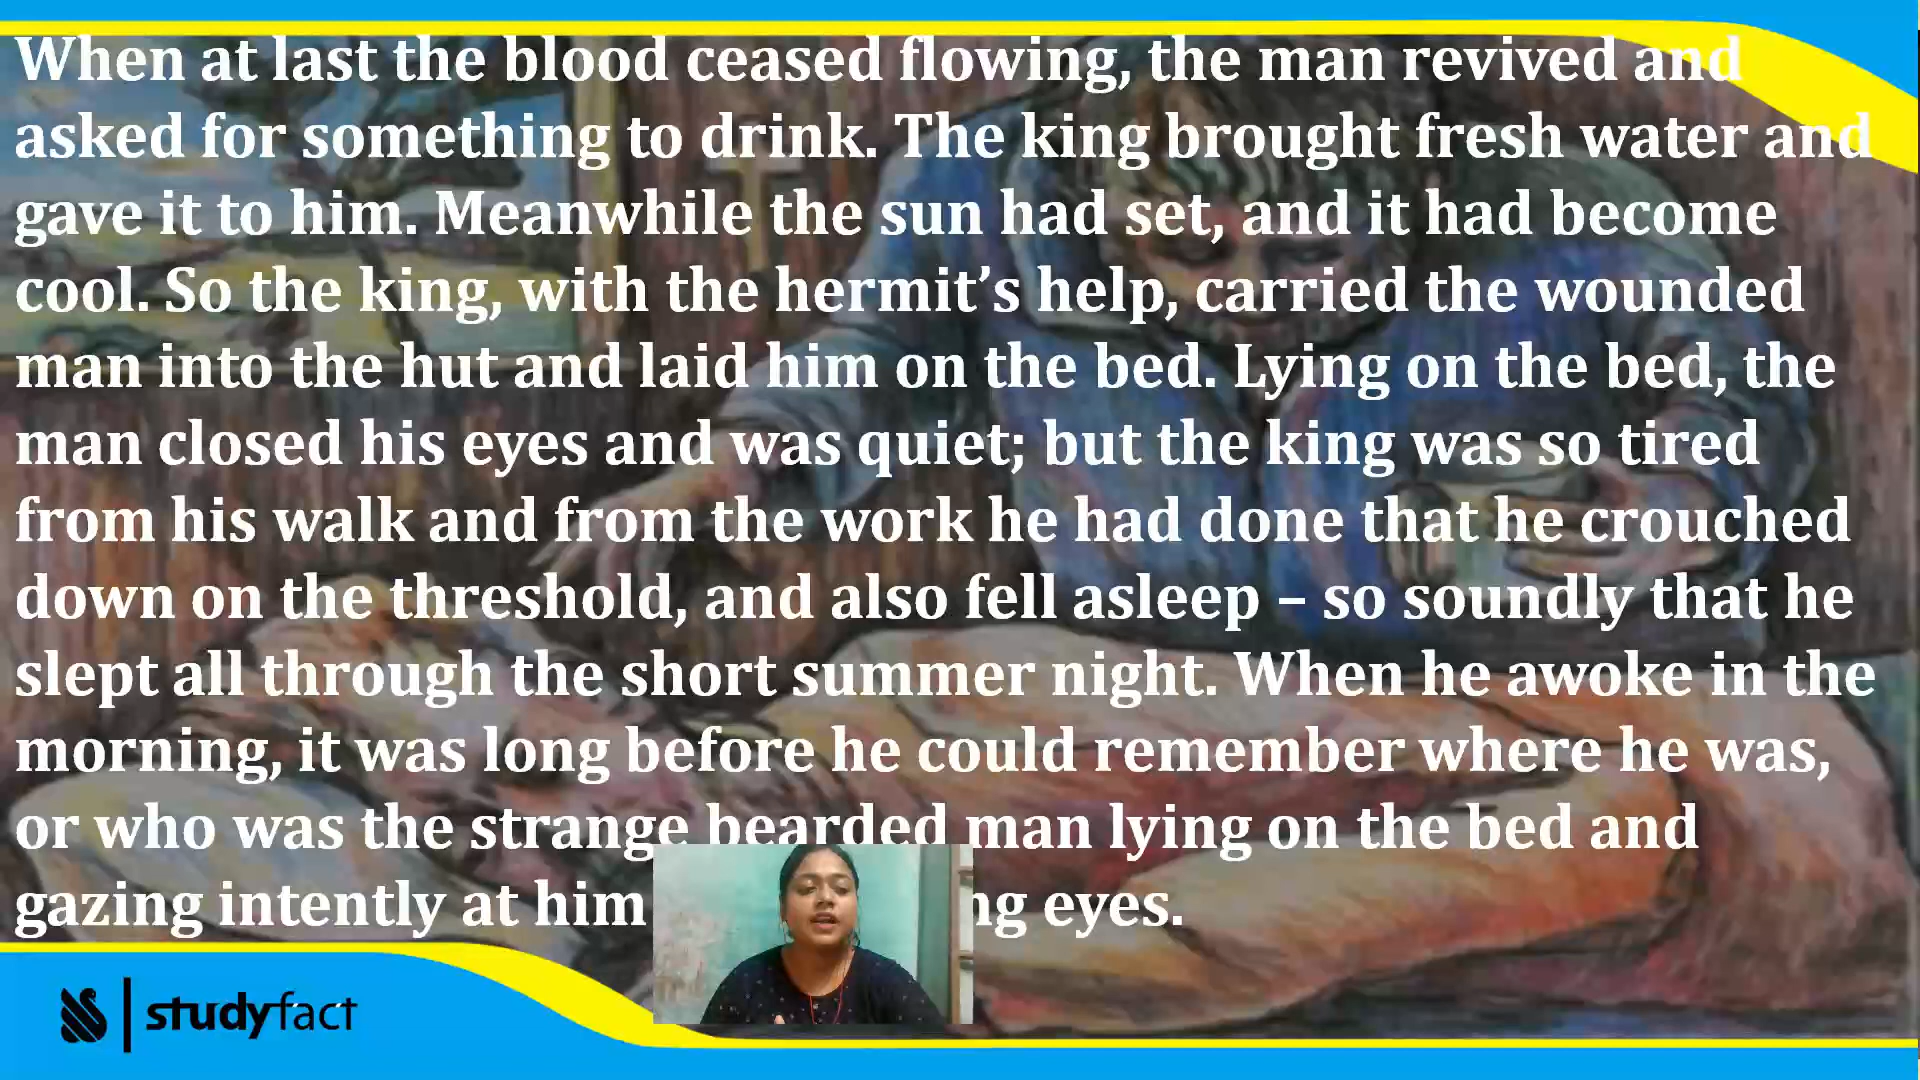 When at last the blood ceased flowing, the man revived and
asked for something to drink. The king brought fresh water and
gave it to him. Meanwhile the sun had set, and it had become
cool. So the king, with the hermit’s help, carried the wounded
man into the hut and laid him on the bed. Lying on the bed, the
man closed his eyes and was quiet; but the king was so tired
from his walk and from the work he had done that he crouched
down on the threshold, and also fell asleep – so soundly that he
slept all through the short summer night. When he awoke in the
morning, it was long before he could remember where he was,
or who was the strange bearded man lying on the bed and
gazing intently at him eyes.
studyfact